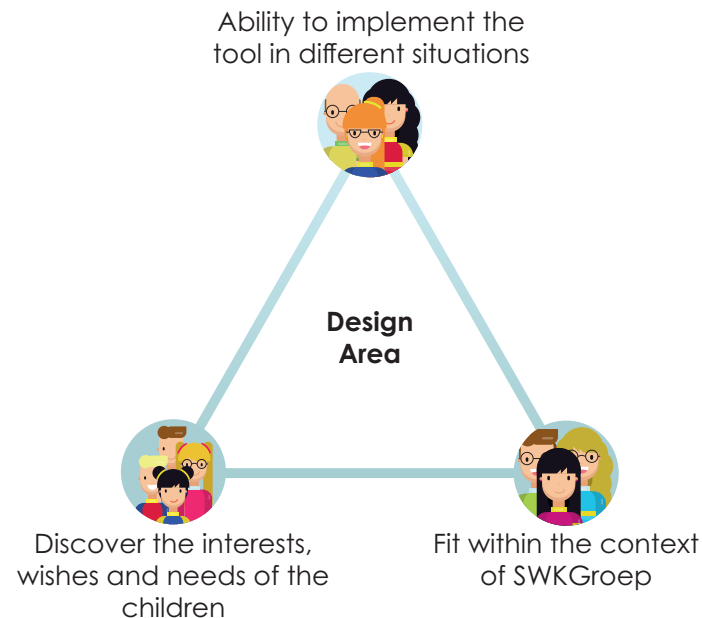 Ability to implement the
tool in different situations
Design
Area
Discover the interests,
wishes and needs of the
children
Fit within the context
of SWKGroep